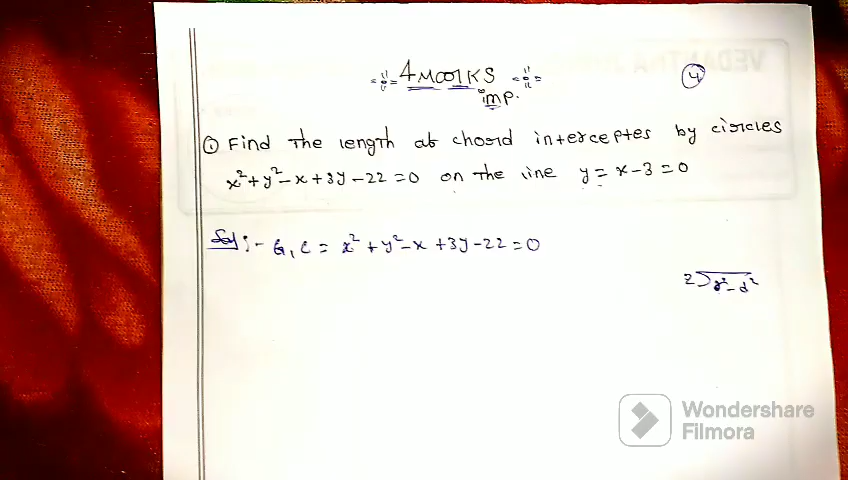 4 Marks
imp.
4
① Find the length of chord interceptes by circles
x²+y²-x+3y-22=0 on the line y=x-3=0
Sol:- G,C = x²+y²-x+3y-22=0
2√r²-d²
Wondershare
Filmora